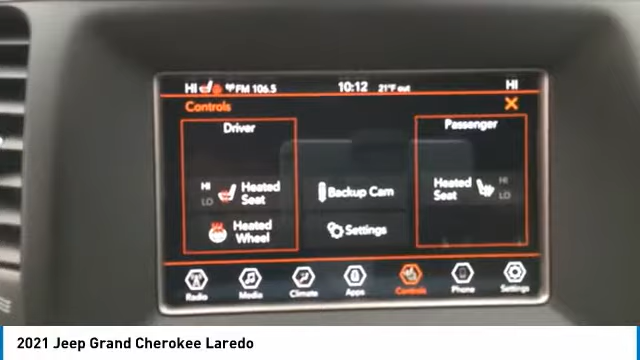 HI FM 106.5 10:12 21°F out HI
Controls X
Driver
Passenger
HI
LO
Heated
Seat
Backup Cam
Heated
Seat
HI
LO
Heated
Wheel
Settings
Radio Media Climate Apps Controls Phone Settings
2021 Jeep Grand Cherokee Laredo